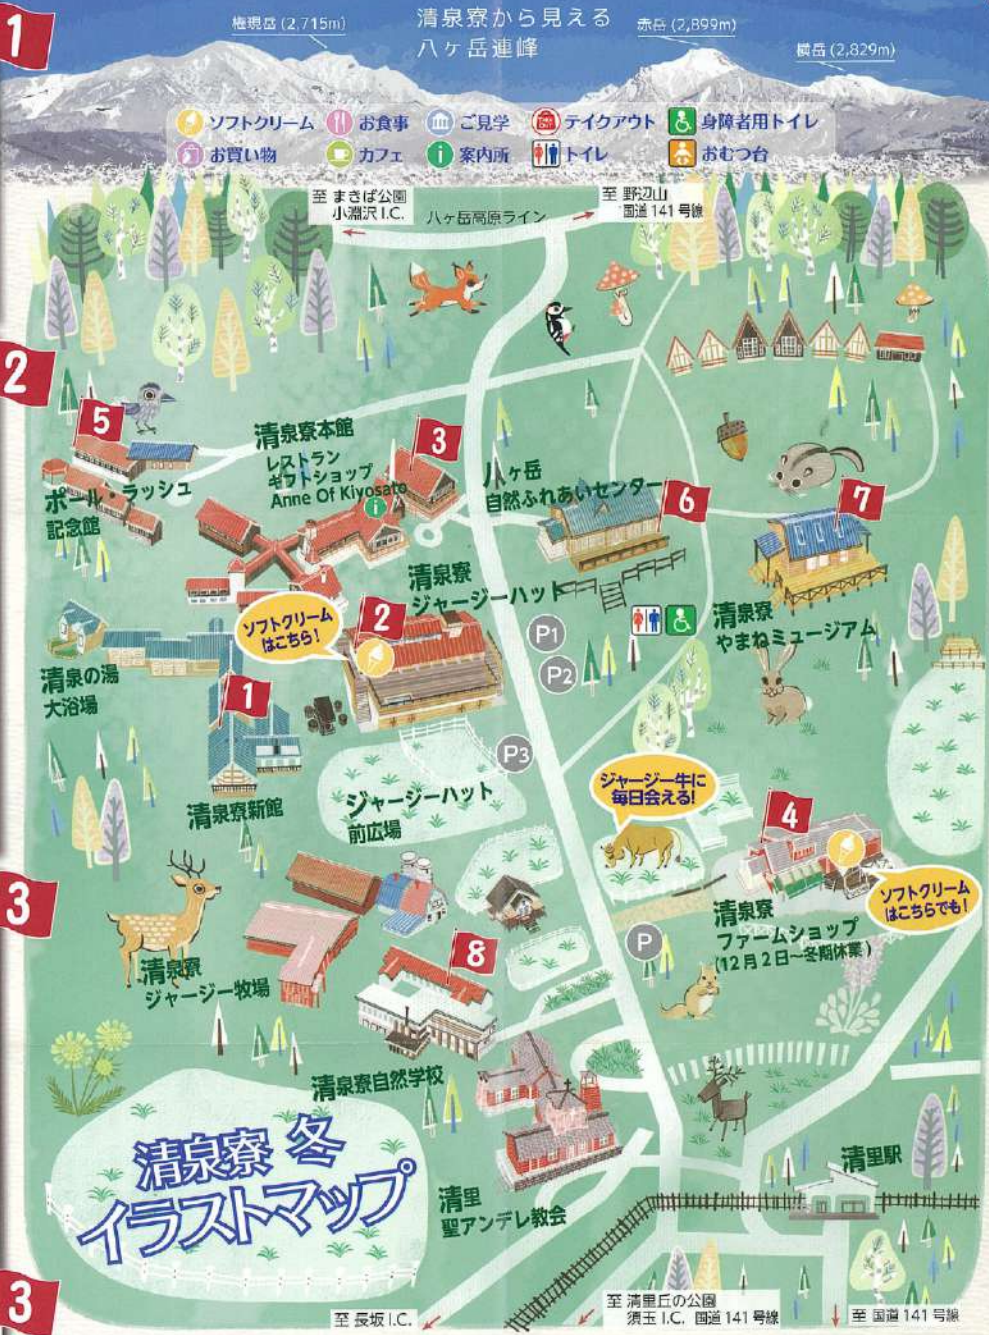 1
権現岳 (2,715m)
清泉寮から見える
八ヶ岳連峰
赤岳 (2,899m)
横岳 (2,829m)
ソフトクリーム
お食事
ご見学
テイクアウト
身障者用トイレ
お買い物
カフェ
i
案内所
トイレ
おむつ台
至 まきば公園
小淵沢I.C.
八ヶ岳高原ライン
至 野辺山
国道141号線
2
5
ポール・ラッシュ
記念館
清泉寮本館
レストラン
ギフトショップ
Anne Of Kiyosato
i
3
八ヶ岳
自然ふれあいセンター
6
7
清泉寮
ジャージーハット
ソフトクリーム
はこちら!
2
P1
P2
清泉寮
やまねミュージアム
清泉の湯
大浴場
1
清泉寮新館
P3
ジャージーハット
前広場
ジャージー牛に
毎日会える!
4
ソフトクリーム
はこちらでも!
3
清泉寮
ファームショップ
(12月2日〜冬期休業)
P
清泉寮
ジャージー牧場
8
清泉寮自然学校
清泉寮 冬
イラストマップ
清里
聖アンデレ教会
清里駅
3
至 長坂I.C.
至 清里丘の公園
須玉I.C. 国道141号線
至 国道141号線